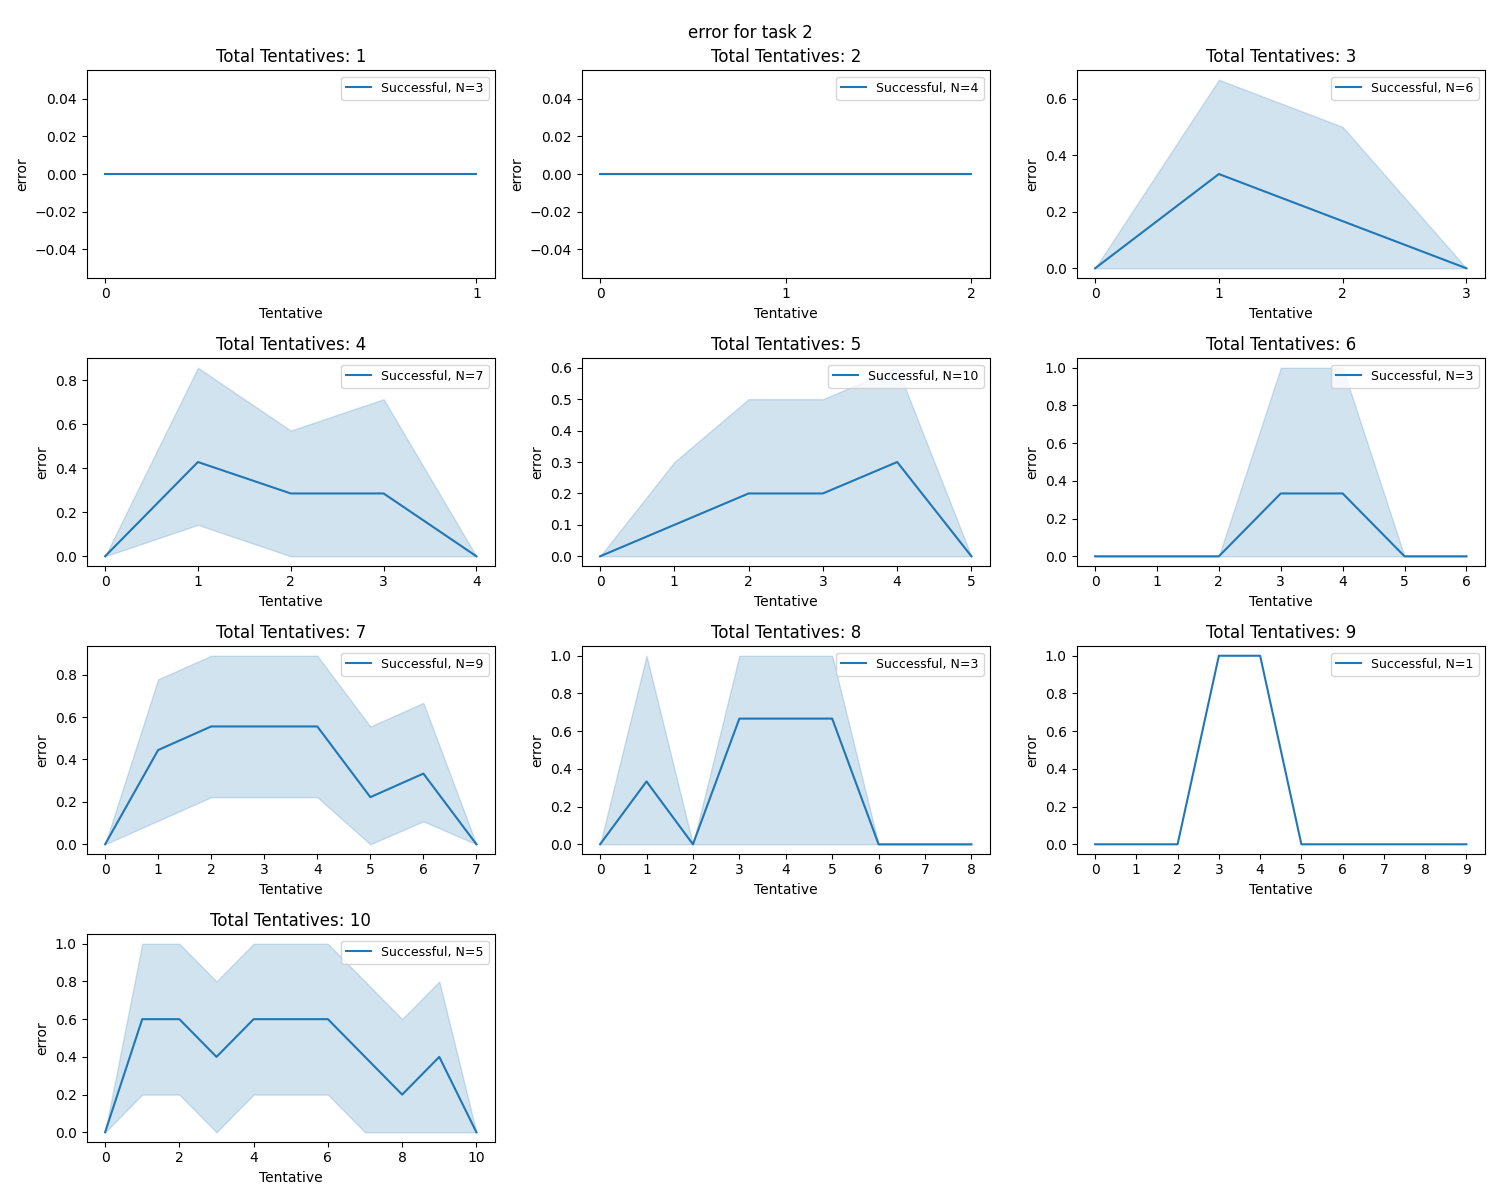 error for task 2
Total Tentatives: 1
Successful, N=3
0.04
0.02
0.00
−0.02
−0.04
error
0
1
Tentative
Total Tentatives: 2
Successful, N=4
0.04
0.02
0.00
−0.02
−0.04
error
0
1
2
Tentative
Total Tentatives: 3
Successful, N=6
0.6
0.4
0.2
0.0
error
0
1
2
3
Tentative
Total Tentatives: 4
Successful, N=7
0.8
0.6
0.4
0.2
0.0
error
0
1
2
3
4
Tentative
Total Tentatives: 5
Successful, N=10
0.6
0.5
0.4
0.3
0.2
0.1
0.0
error
0
1
2
3
4
5
Tentative
Total Tentatives: 6
Successful, N=3
1.0
0.8
0.6
0.4
0.2
0.0
error
0
1
2
3
4
5
6
Tentative
Total Tentatives: 7
Successful, N=9
0.8
0.6
0.4
0.2
0.0
error
0
1
2
3
4
5
6
7
Tentative
Total Tentatives: 8
Successful, N=3
1.0
0.8
0.6
0.4
0.2
0.0
error
0
1
2
3
4
5
6
7
8
Tentative
Total Tentatives: 9
Successful, N=1
1.0
0.8
0.6
0.4
0.2
0.0
error
0
1
2
3
4
5
6
7
8
9
Tentative
Total Tentatives: 10
Successful, N=5
1.0
0.8
0.6
0.4
0.2
0.0
error
0
2
4
6
8
10
Tentative